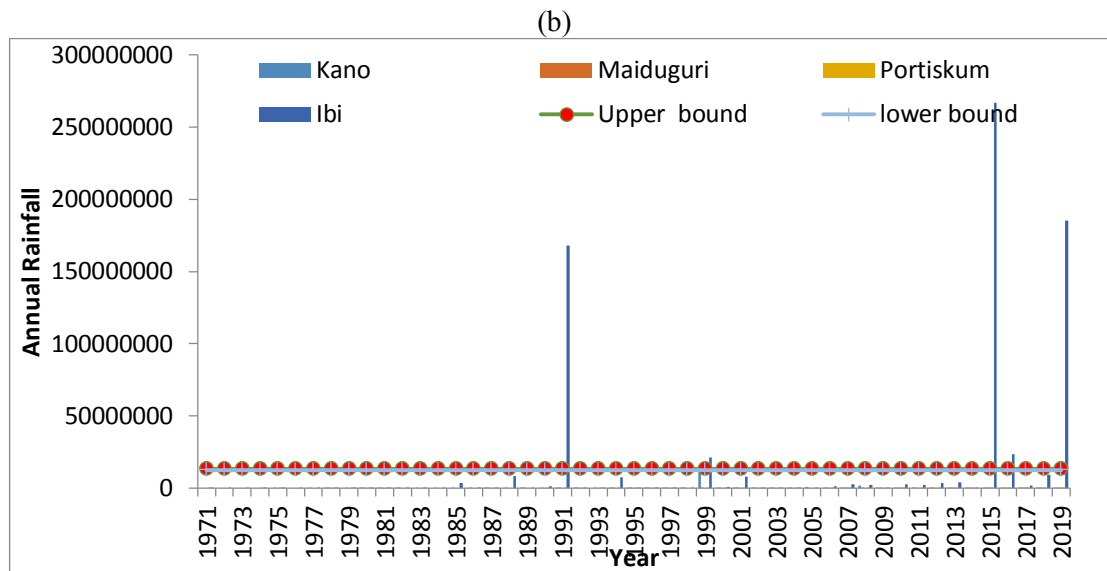 (b)
300000000
Kano Maiduguri Portiskum
Ibi Upper bound lower bound
250000000
200000000
150000000
100000000
50000000
0
Annual Rainfall
1971 1973 1975 1977 1979 1981 1983 1985 1987 1989 1991 1993 1995 1997 1999 2001 2003 2005 2007 2009 2011 2013 2015 2017 2019
Year